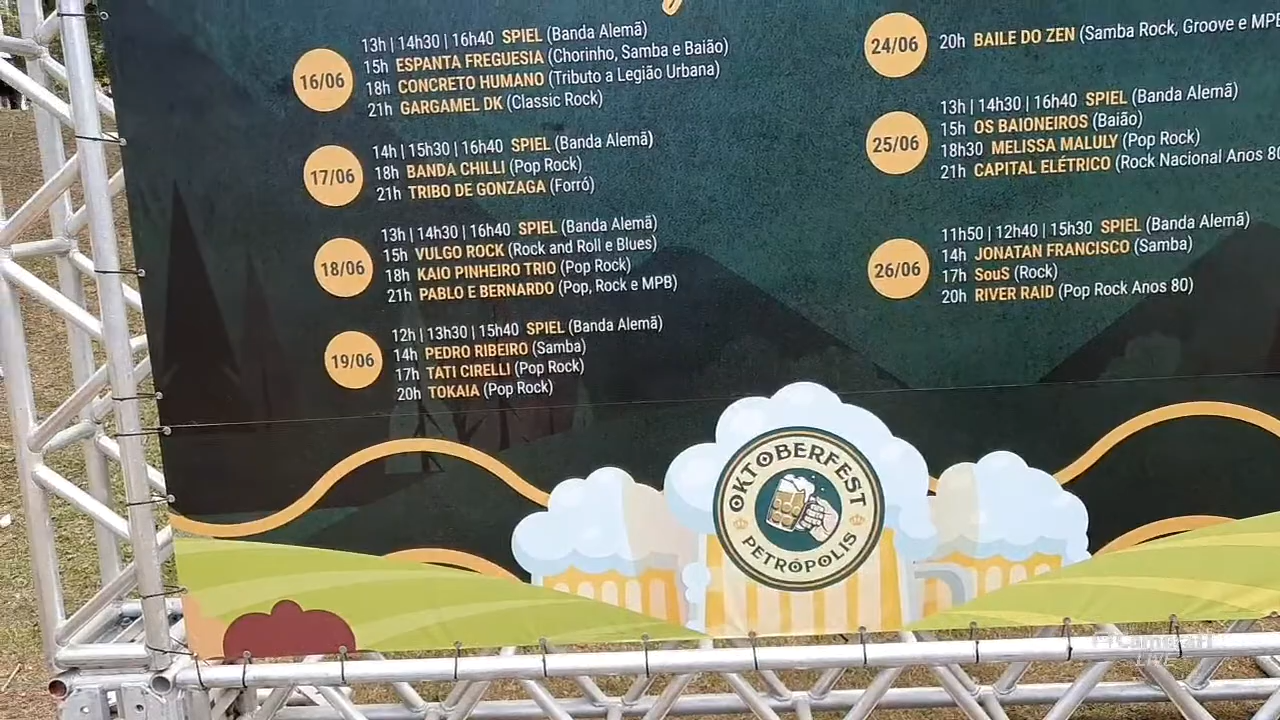 16/06
13h | 14h30 | 16h40 SPIEL (Banda Alemã)
15h ESPANTA FREGUESIA (Chorinho, Samba e Baião)
18h CONCRETO HUMANO (Tributo a Legião Urbana)
21h GARGAMEL DK (Classic Rock)
17/06
14h | 15h30 | 16h40 SPIEL (Banda Alemã)
18h BANDA CHILLI (Pop Rock)
21h TRIBO DE GONZAGA (Forró)
18/06
13h | 14h30 | 16h40 SPIEL (Banda Alemã)
15h VULGO ROCK (Rock and Roll e Blues)
18h KAIO PINHEIRO TRIO (Pop Rock)
21h PABLO E BERNARDO (Pop, Rock e MPB)
19/06
12h | 13h30 | 15h40 SPIEL (Banda Alemã)
14h PEDRO RIBEIRO (Samba)
17h TATI CIRELLI (Pop Rock)
20h TOKAIA (Pop Rock)
24/06
20h BAILE DO ZEN (Samba Rock, Groove e MPB
25/06
13h | 14h30 | 16h40 SPIEL (Banda Alemã)
15h OS BAIONEIROS (Baião)
18h30 MELISSA MALULY (Pop Rock)
21h CAPITAL ELÉTRICO (Rock Nacional Anos 80
26/06
11h50 | 12h40 | 15h30 SPIEL (Banda Alemã)
14h JONATAN FRANCISCO (Samba)
17h SouS (Rock)
20h RIVER RAID (Pop Rock Anos 80)
OKTOBERFEST
PETRÓPOLIS
LIVE